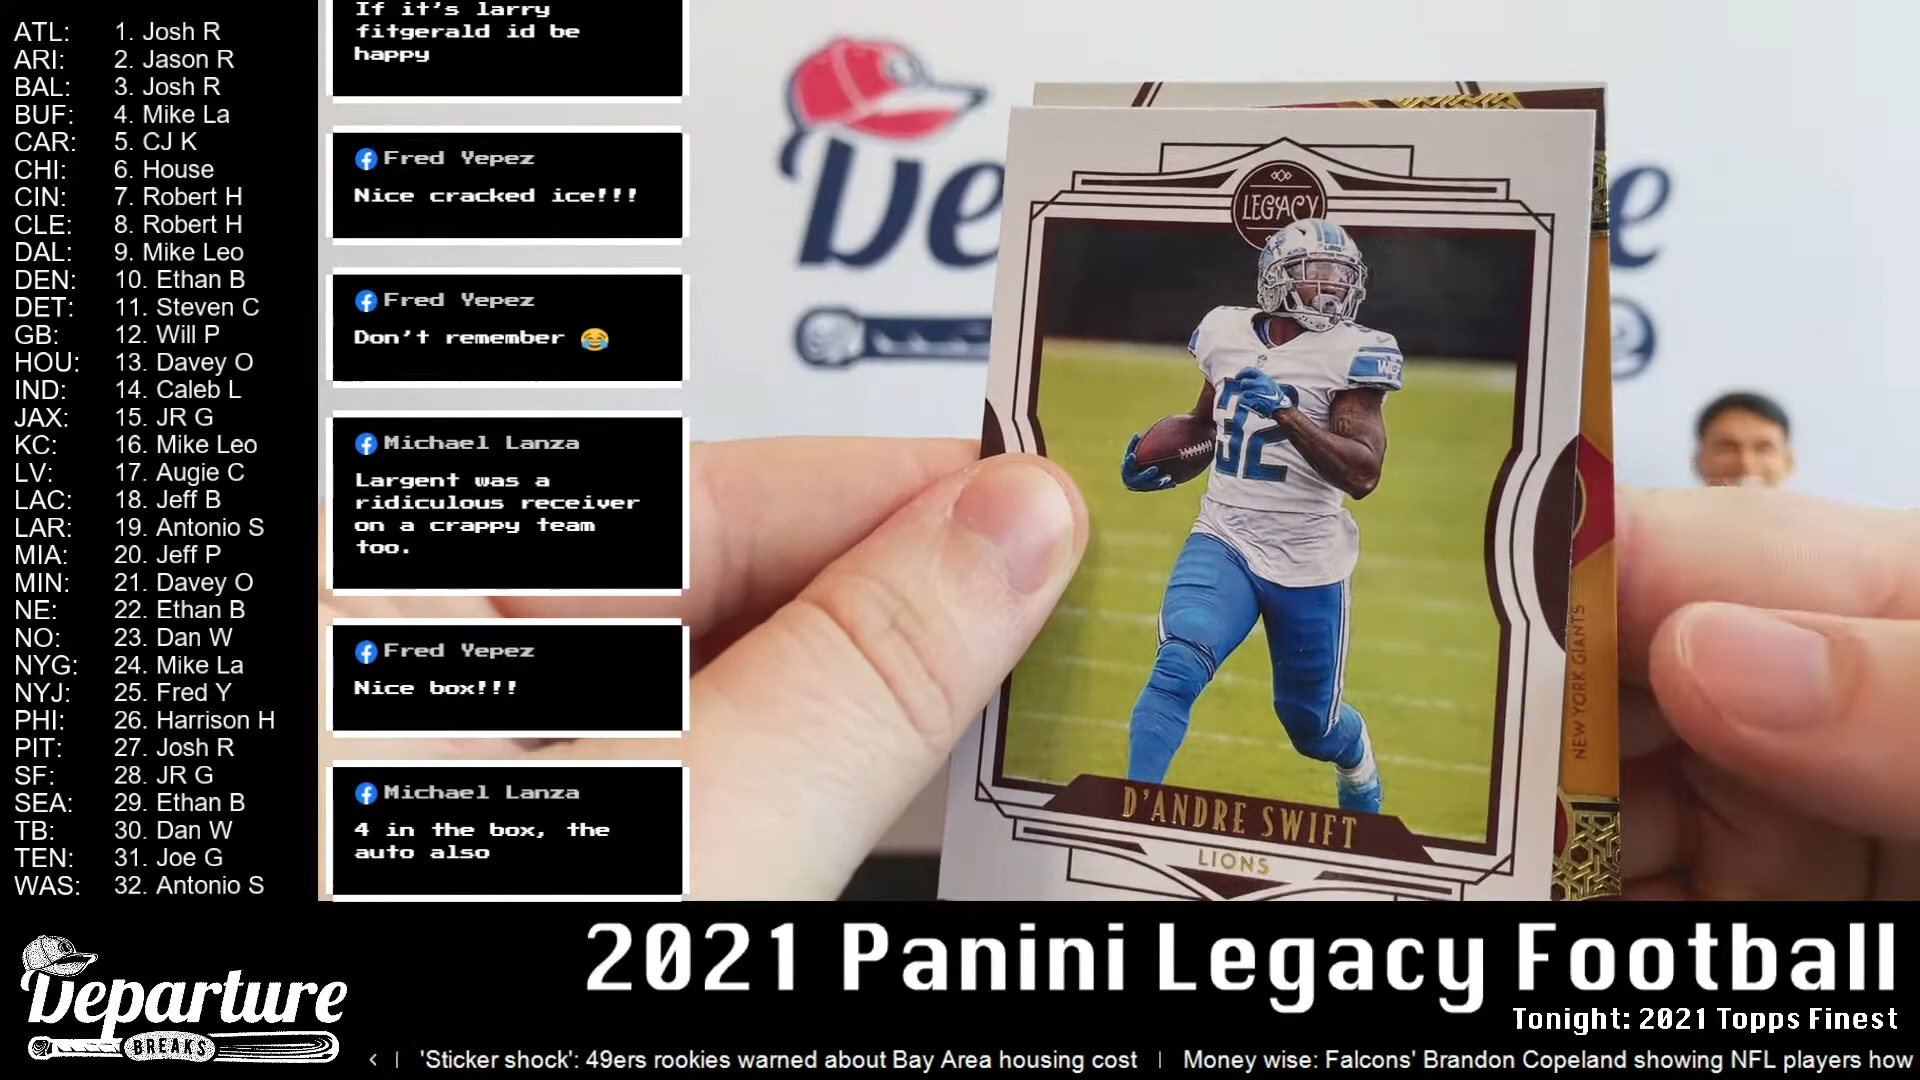 ATL: 1. Josh R
ARI: 2. Jason R
BAL: 3. Josh R
BUF: 4. Mike La
CAR: 5. CJ K
CHI: 6. House
CIN: 7. Robert H
CLE: 8. Robert H
DAL: 9. Mike Leo
DEN: 10. Ethan B
DET: 11. Steven C
GB: 12. Will P
HOU: 13. Davey O
IND: 14. Caleb L
JAX: 15. JR G
KC: 16. Mike Leo
LV: 17. Augie C
LAC: 18. Jeff B
LAR: 19. Antonio S
MIA: 20. Jeff P
MIN: 21. Davey O
NE: 22. Ethan B
NO: 23. Dan W
NYG: 24. Mike La
NYJ: 25. Fred Y
PHI: 26. Harrison H
PIT: 27. Josh R
SF: 28. JR G
SEA: 29. Ethan B
TB: 30. Dan W
TEN: 31. Joe G
WAS: 32. Antonio S
If it's larry
fitgerald id be
happy
Fred Yepez
Nice cracked ice!!!
Fred Yepez
Don't remember 😂
Michael Lanza
Largent was a
ridiculous receiver
on a crappy team
too.
Fred Yepez
Nice box!!!
Michael Lanza
4 in the box, the
auto also
De
e
LEGACY
LIONS
32
D'ANDRE SWIFT
LIONS
NEW YORK GIANTS
Departure
BREAKS
2021 Panini Legacy Football
Tonight: 2021 Topps Finest
< | 'Sticker shock': 49ers rookies warned about Bay Area housing cost | Money wise: Falcons' Brandon Copeland showing NFL players how